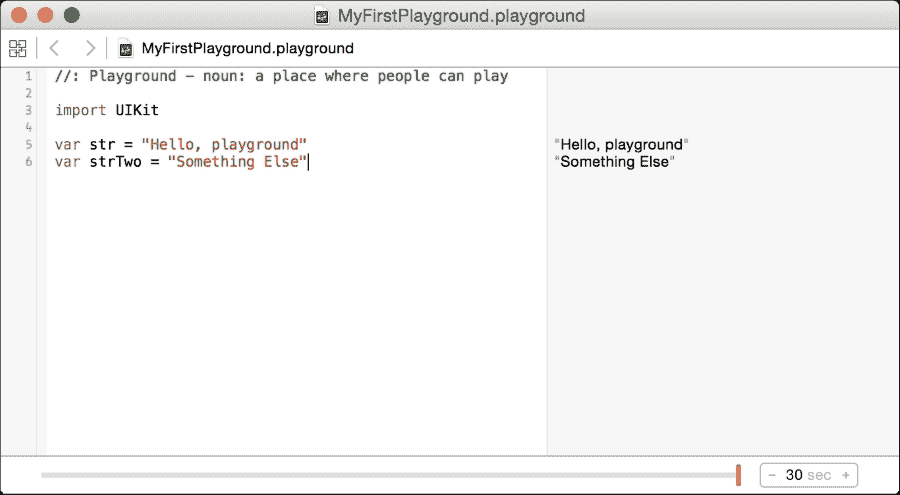 MyFirstPlayground.playground
MyFirstPlayground.playground
1 //: Playground – noun: a place where people can play
2
3 import UIKit
4
5 var str = "Hello, playground" "Hello, playground"
6 var strTwo = "Something Else" "Something Else"
- 30 sec +